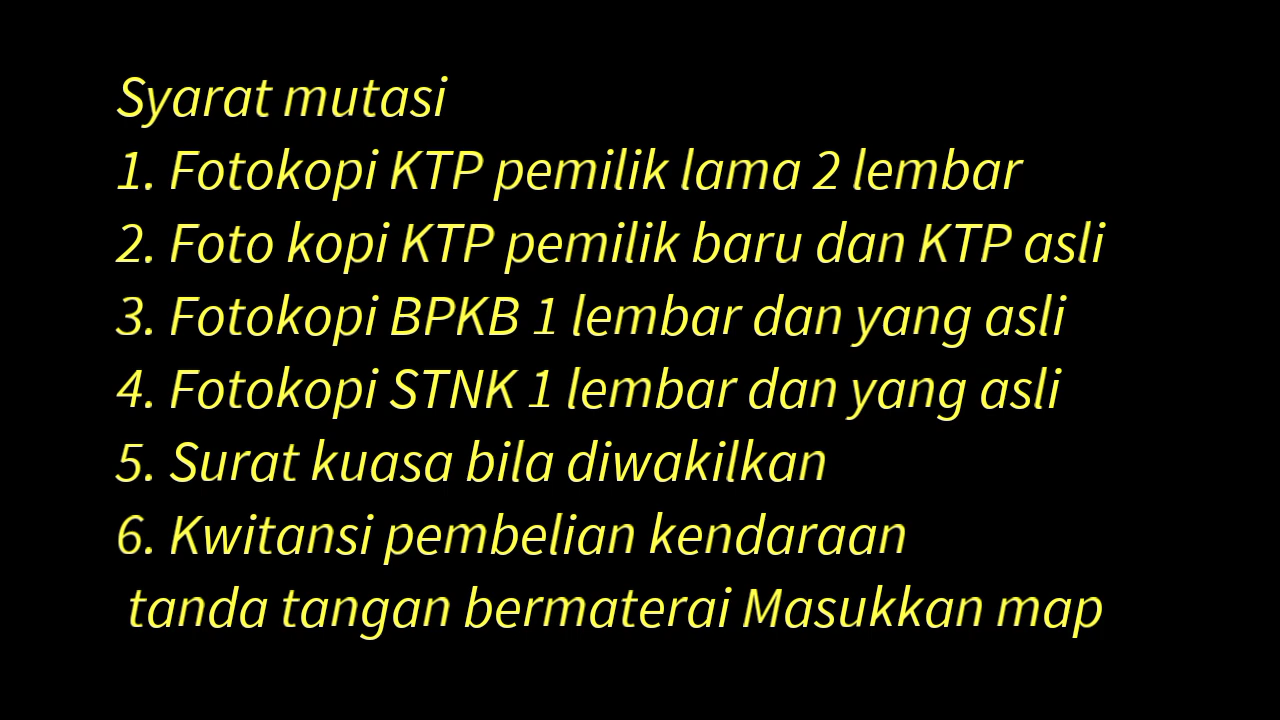 Syarat mutasi
1. Fotokopi KTP pemilik lama 2 lembar
2. Foto kopi KTP pemilik baru dan KTP asli
3. Fotokopi BPKB 1 lembar dan yang asli
4. Fotokopi STNK 1 lembar dan yang asli
5. Surat kuasa bila diwakilkan
6. Kwitansi pembelian kendaraan
tanda tangan bermaterai Masukkan map